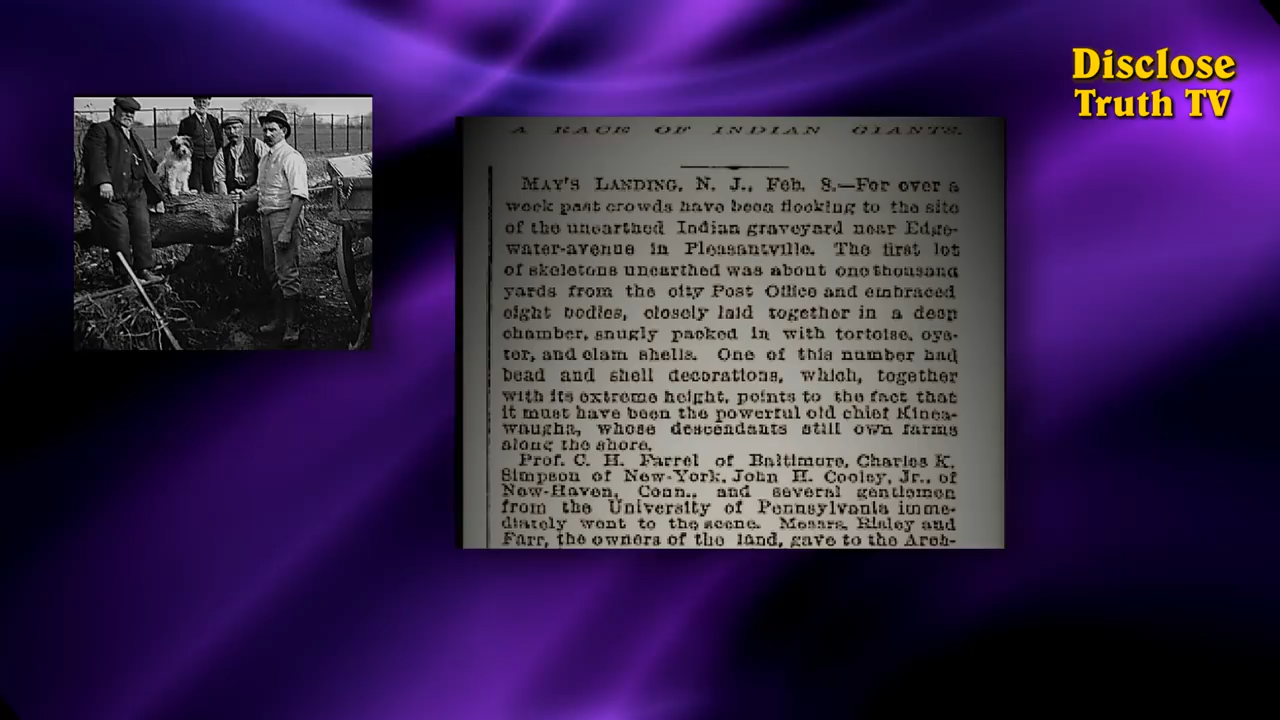 Disclose
Truth TV
A RACE OF INDIAN GIANTS.
MAY'S LANDING, N. J., Feb. 8.—For over a
week past crowds have been flocking to the site
of the unearthed Indian graveyard near Edge-
water-avenue in Pleasantville. The first lot
of skeletons unearthed was about one thousand
yards from the city Post Office and embraced
eight bodies, closely laid together in a deep
chamber, snugly packed in with tortoise, oys-
ter, and clam shells. One of this number had
bead and shell decorations, which, together
with its extreme height, points to the fact that
it must have been the powerful old chief Kinea-
waugha, whose descendants still own farms
along the shore.
Prof. C. H. Farrel of Baltimore, Charles K.
Simpson of New-York, John H. Cooley, Jr., of
New-Haven, Conn., and several gentlemen
from the University of Pennsylvania imme-
diately went to the scene. Messrs. Risley and
Farr, the owners of the land, gave to the Arch-